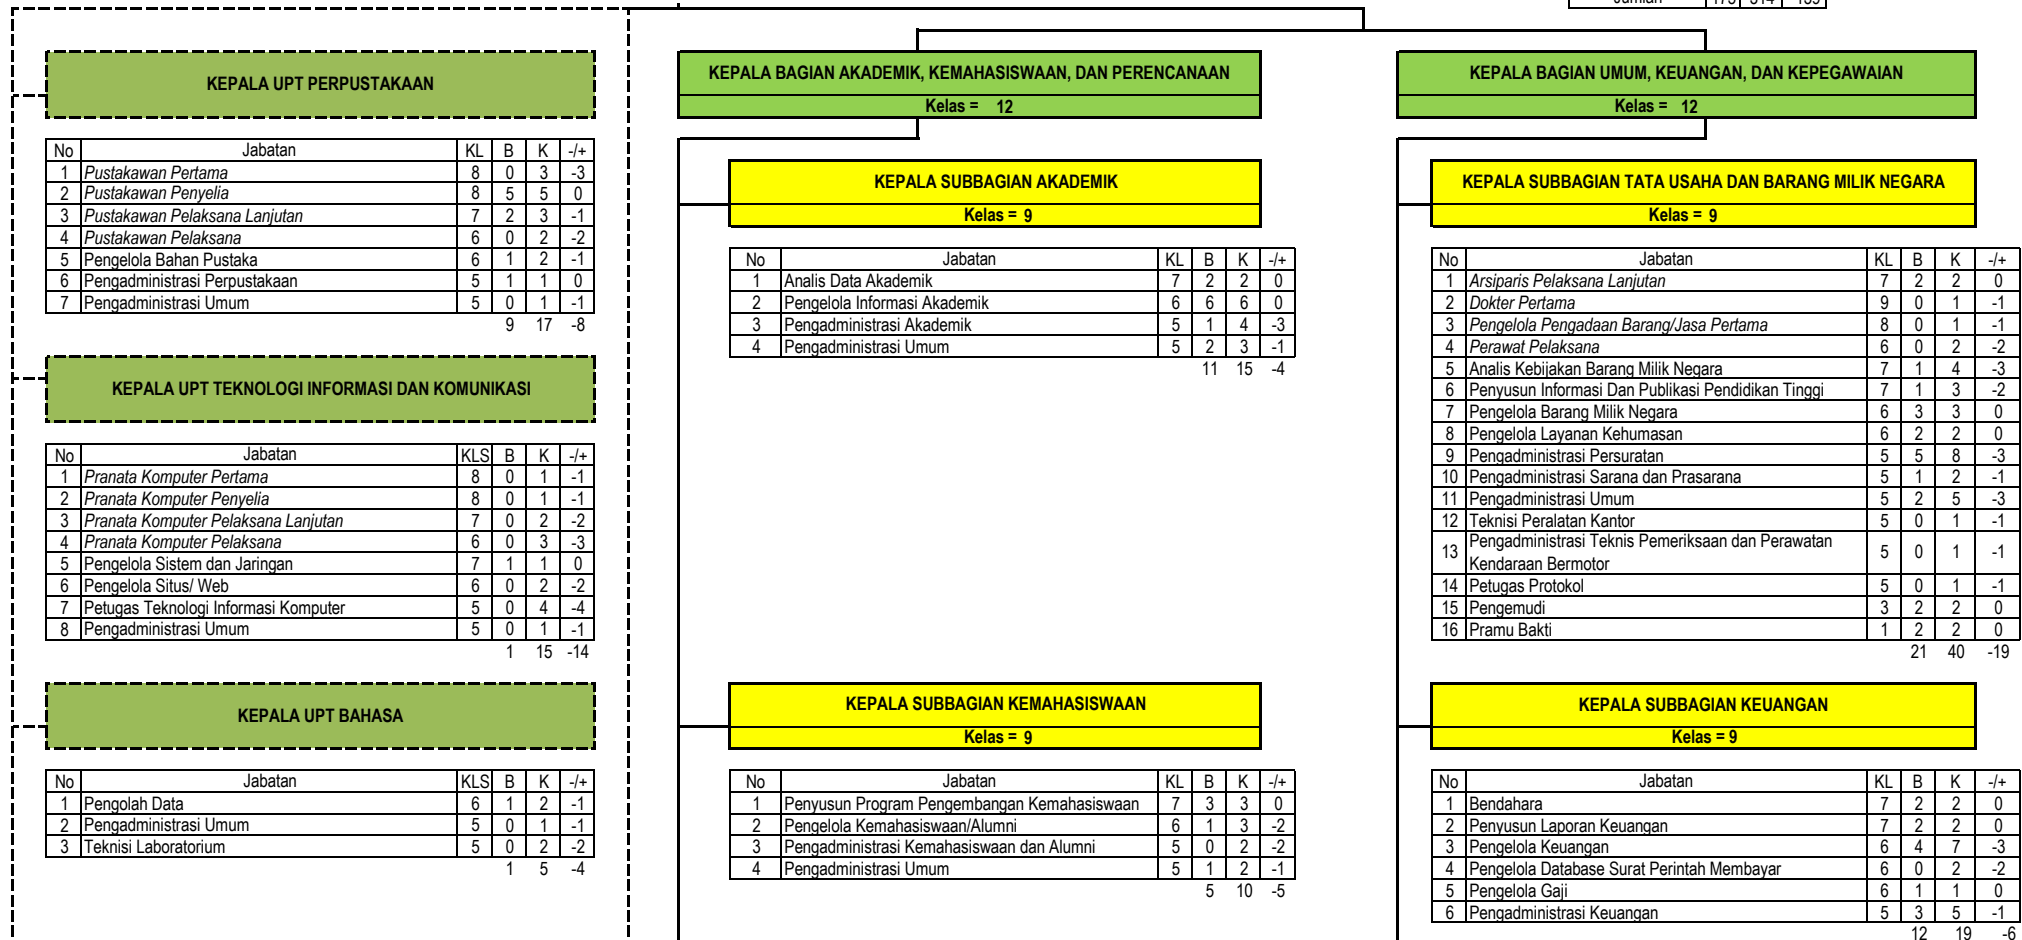 Jumlah 175 314 -139
KEPALA UPT PERPUSTAKAAN
No Jabatan KL B K -/+
1 Pustakawan Pertama 8 0 3 -3
2 Pustakawan Penyelia 8 5 5 0
3 Pustakawan Pelaksana Lanjutan 7 2 3 -1
4 Pustakawan Pelaksana 6 0 2 -2
5 Pengelola Bahan Pustaka 6 1 2 -1
6 Pengadministrasi Perpustakaan 5 1 1 0
7 Pengadministrasi Umum 5 0 1 -1
9 17 -8
KEPALA UPT TEKNOLOGI INFORMASI DAN KOMUNIKASI
No Jabatan KLS B K -/+
1 Pranata Komputer Pertama 8 0 1 -1
2 Pranata Komputer Penyelia 8 0 1 -1
3 Pranata Komputer Pelaksana Lanjutan 7 0 2 -2
4 Pranata Komputer Pelaksana 6 0 3 -3
5 Pengelola Sistem dan Jaringan 7 1 1 0
6 Pengelola Situs/ Web 6 0 2 -2
7 Petugas Teknologi Informasi Komputer 5 0 4 -4
8 Pengadministrasi Umum 5 0 1 -1
1 15 -14
KEPALA UPT BAHASA
No Jabatan KLS B K -/+
1 Pengolah Data 6 1 2 -1
2 Pengadministrasi Umum 5 0 1 -1
3 Teknisi Laboratorium 5 0 2 -2
1 5 -4
KEPALA BAGIAN AKADEMIK, KEMAHASISWAAN, DAN PERENCANAAN
Kelas = 12
KEPALA SUBBAGIAN AKADEMIK
Kelas = 9
No Jabatan KL B K -/+
1 Analis Data Akademik 7 2 2 0
2 Pengelola Informasi Akademik 6 6 6 0
3 Pengadministrasi Akademik 5 1 4 -3
4 Pengadministrasi Umum 5 2 3 -1
11 15 -4
KEPALA SUBBAGIAN KEMAHASISWAAN
Kelas = 9
No Jabatan KL B K -/+
1 Penyusun Program Pengembangan Kemahasiswaan 7 3 3 0
2 Pengelola Kemahasiswaan/Alumni 6 1 3 -2
3 Pengadministrasi Kemahasiswaan dan Alumni 5 0 2 -2
4 Pengadministrasi Umum 5 1 2 -1
5 10 -5
KEPALA BAGIAN UMUM, KEUANGAN, DAN KEPEGAWAIAN
Kelas = 12
KEPALA SUBBAGIAN TATA USAHA DAN BARANG MILIK NEGARA
Kelas = 9
No Jabatan KL B K -/+
1 Arsiparis Pelaksana Lanjutan 7 2 2 0
2 Dokter Pertama 9 0 1 -1
3 Pengelola Pengadaan Barang/Jasa Pertama 8 0 1 -1
4 Perawat Pelaksana 6 0 2 -2
5 Analis Kebijakan Barang Milik Negara 7 1 4 -3
6 Penyusun Informasi Dan Publikasi Pendidikan Tinggi 7 1 3 -2
7 Pengelola Barang Milik Negara 6 3 3 0
8 Pengelola Layanan Kehumasan 6 2 2 0
9 Pengadministrasi Persuratan 5 5 8 -3
10 Pengadministrasi Sarana dan Prasarana 5 1 2 -1
11 Pengadministrasi Umum 5 2 5 -3
12 Teknisi Peralatan Kantor 5 0 1 -1
13 Pengadministrasi Teknis Pemeriksaan dan Perawatan
Kendaraan Bermotor 5 0 1 -1
14 Petugas Protokol 5 0 1 -1
15 Pengemudi 3 2 2 0
16 Pramu Bakti 1 2 2 0
21 40 -19
KEPALA SUBBAGIAN KEUANGAN
Kelas = 9
No Jabatan KL B K -/+
1 Bendahara 7 2 2 0
2 Penyusun Laporan Keuangan 7 2 2 0
3 Pengelola Keuangan 6 4 7 -3
4 Pengelola Database Surat Perintah Membayar 6 0 2 -2
5 Pengelola Gaji 6 1 1 0
6 Pengadministrasi Keuangan 5 3 5 -1
12 19 -6